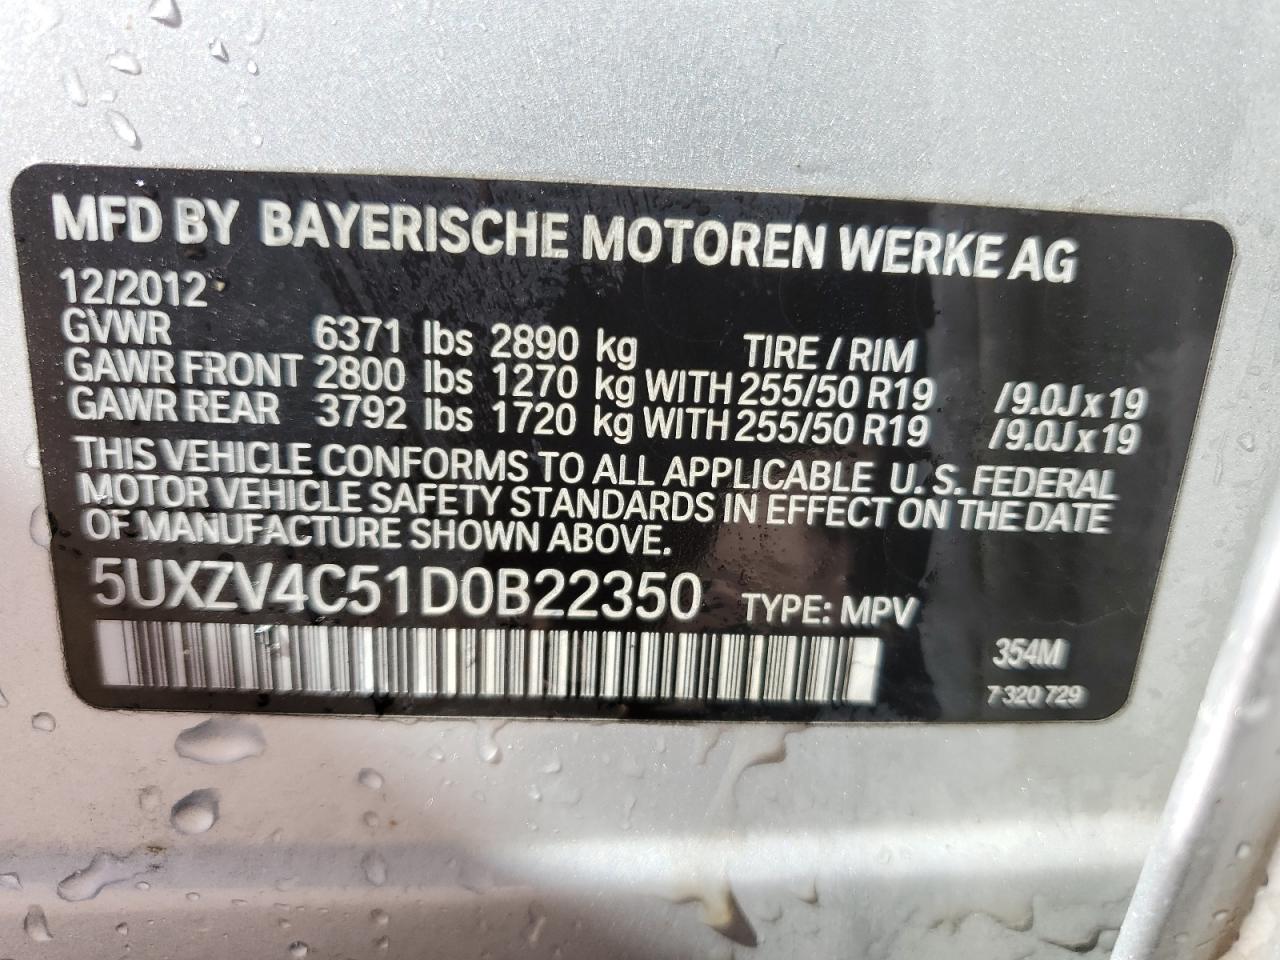 MFD BY BAYERISCHE MOTOREN WERKE AG
12/2012
GVWR 6371 lbs 2890 kg TIRE / RIM
GAWR FRONT 2800 lbs 1270 kg WITH 255/50 R19 /9.0J x 19
GAWR REAR 3792 lbs 1720 kg WITH 255/50 R19 /9.0J x 19
THIS VEHICLE CONFORMS TO ALL APPLICABLE U. S. FEDERAL
MOTOR VEHICLE SAFETY STANDARDS IN EFFECT ON THE DATE
OF MANUFACTURE SHOWN ABOVE.
5UXZV4C51D0B22350 TYPE: MPV
354M
7 320 729